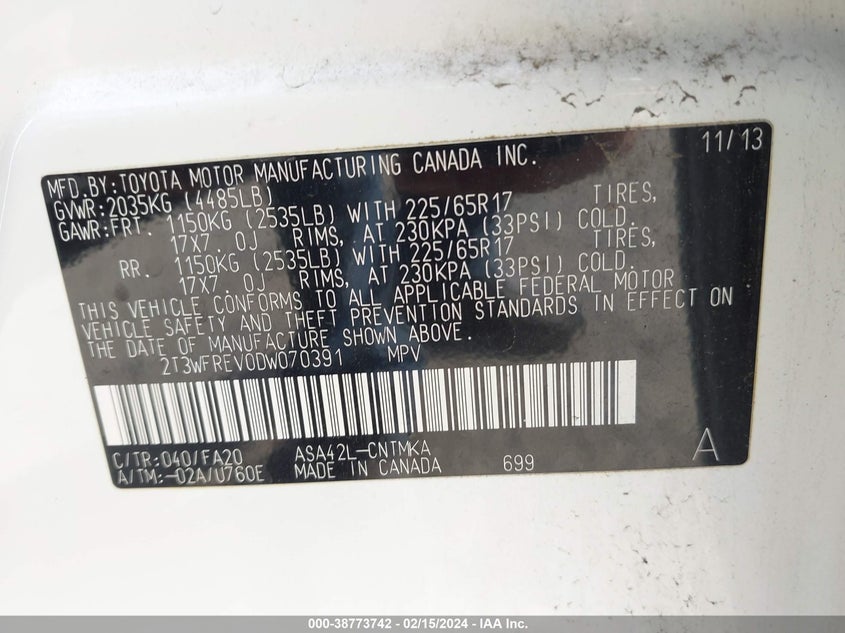 MFD.BY:TOYOTA MOTOR MANUFACTURING CANADA INC. 11/13
GVWR:2035KG (4485LB)
GAWR:FRT. 1150KG (2535LB) WITH 225/65R17 TIRES,
17X7.0J RIMS, AT 230KPA (33PSI) COLD.
RR. 1150KG (2535LB) WITH 225/65R17 TIRES,
17X7.0J RIMS, AT 230KPA (33PSI) COLD.
THIS VEHICLE CONFORMS TO ALL APPLICABLE FEDERAL MOTOR
VEHICLE SAFETY AND THEFT PREVENTION STANDARDS IN EFFECT ON
THE DATE OF MANUFACTURE SHOWN ABOVE.
2T3WFREV0DW070391 MPV
C/TR:040/FA20 ASA42L-CNTMKA A
A/TM:-02A/U760E MADE IN CANADA 699
000-38773742 - 02/15/2024 - IAA Inc.